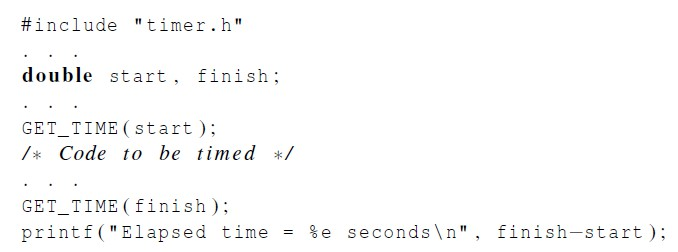 #include "timer.h"
. . .
double start, finish;
. . .
GET_TIME(start);
/* Code to be timed */
. . .
GET_TIME(finish);
printf("Elapsed time = %e seconds\n", finish−start);